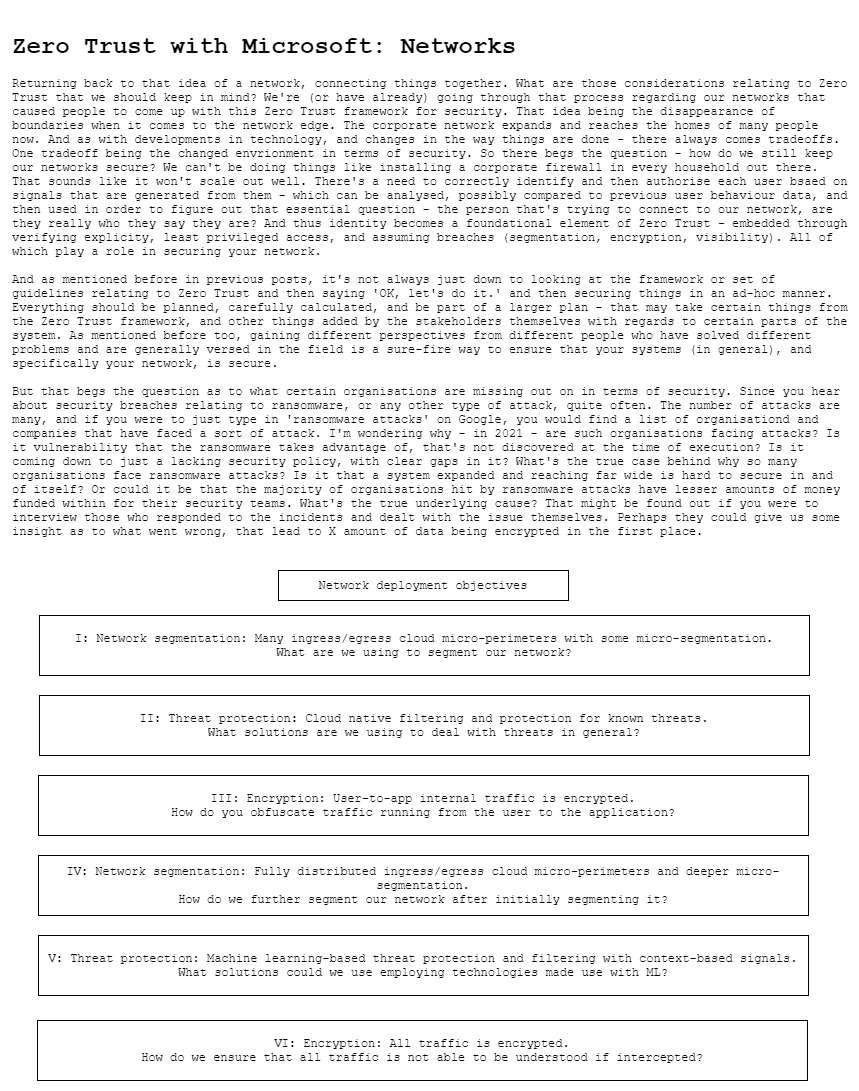 Zero Trust with Microsoft: Networks
Returning back to that idea of a network, connecting things together. What are those considerations relating to Zero
Trust that we should keep in mind? We're (or have already) going through that process regarding our networks that
caused people to come up with this Zero Trust framework for security. That idea being the disappearance of
boundaries when it comes to the network edge. The corporate network expands and reaches the homes of many people
now. And as with developments in technology, and changes in the way things are done - there always comes tradeoffs.
One tradeoff being the changed envrionment in terms of security. So there begs the question - how do we still keep
our networks secure? We can't be doing things like installing a corporate firewall in every household out there.
That sounds like it won't scale out well. There's a need to correctly identify and then authorise each user bsaed on
signals that are generated from them - which can be analysed, possibly compared to previous user behaviour data, and
then used in order to figure out that essential question - the person that's trying to connect to our network, are
they really who they say they are? And thus identity becomes a foundational element of Zero Trust - embedded through
verifying explicity, least privileged access, and assuming breaches (segmentation, encryption, visibility). All of
which play a role in securing your network.
And as mentioned before in previous posts, it's not always just down to looking at the framework or set of
guidelines relating to Zero Trust and then saying 'OK, let's do it.' and then securing things in an ad-hoc manner.
Everything should be planned, carefully calculated, and be part of a larger plan - that may take certain things from
the Zero Trust framework, and other things added by the stakeholders themselves with regards to certain parts of the
system. As mentioned before too, gaining different perspectives from different people who have solved different
problems and are generally versed in the field is a sure-fire way to ensure that your systems (in general), and
specifically your network, is secure.
But that begs the question as to what certain organisations are missing out on in terms of security. Since you hear
about security breaches relating to ransomware, or any other type of attack, quite often. The number of attacks are
many, and if you were to just type in 'ransomware attacks' on Google, you would find a list of organisationd and
companies that have faced a sort of attack. I'm wondering why - in 2021 - are such organisations facing attacks? Is
it vulnerability that the ransomware takes advantage of, that's not discovered at the time of execution? Is it
coming down to just a lacking security policy, with clear gaps in it? What's the true case behind why so many
organisations face ransomware attacks? Is it that a system expanded and reaching far wide is hard to secure in and
of itself? Or could it be that the majority of organisations hit by ransomware attacks have lesser amounts of money
funded within for their security teams. What's the true underlying cause? That might be found out if you were to
interview those who responded to the incidents and dealt with the issue themselves. Perhaps they could give us some
insight as to what went wrong, that lead to X amount of data being encrypted in the first place.
Network deployment objectives
I: Network segmentation: Many ingress/egress cloud micro-perimeters with some micro-segmentation.
What are we using to segment our network?
II: Threat protection: Cloud native filtering and protection for known threats.
What solutions are we using to deal with threats in general?
III: Encryption: User-to-app internal traffic is encrypted.
How do you obfuscate traffic running from the user to the application?
IV: Network segmentation: Fully distributed ingress/egress cloud micro-perimeters and deeper micro-
segmentation.
How do we further segment our network after initially segmenting it?
V: Threat protection: Machine learning-based threat protection and filtering with context-based signals.
What solutions could we use employing technologies made use with ML?
VI: Encryption: All traffic is encrypted.
How do we ensure that all traffic is not able to be understood if intercepted?